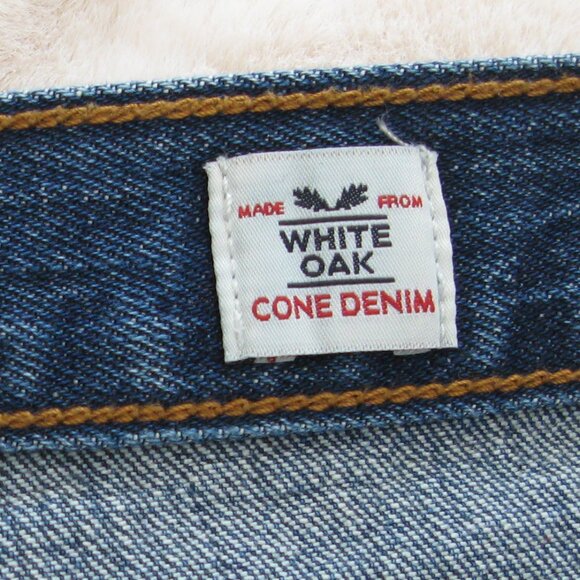 MADE FROM
WHITE
OAK
CONE DENIM